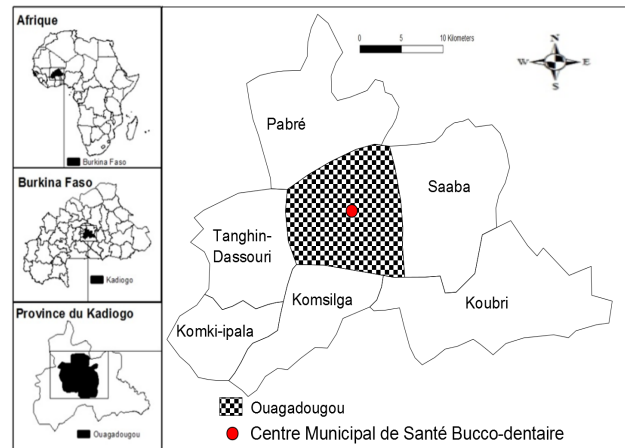 Afrique
Burkina Faso
Burkina Faso
Kadiogo
Province du Kadiogo
Ouagadougou
0 5 10 Kilometers
N
W E
S
Pabré
Saaba
Tanghin-
Dassouri
Komsilga
Koubri
Komki-ipala
Ouagadougou
Centre Municipal de Santé Bucco-dentaire